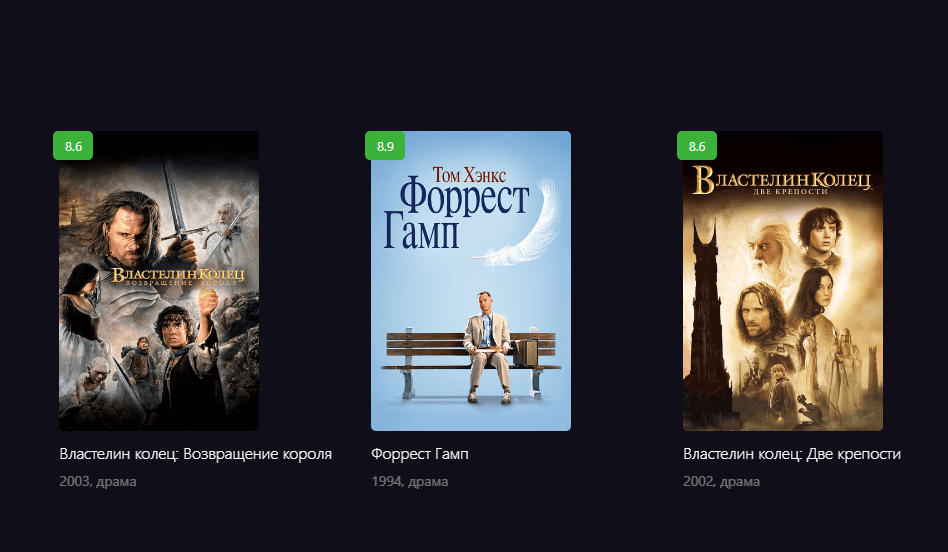 8.6
8.9
8.6
ВЛАСТЕЛИН КОЛЕЦ
ВОЗВРАЩЕНИЕ КОРОЛЯ
Том Хэнкс
Форрест
Гамп
ВЛАСТЕЛИН КОЛЕЦ
ДВЕ КРЕПОСТИ
Властелин колец: Возвращение короля
Форрест Гамп
Властелин колец: Две крепости
2003, драма
1994, драма
2002, драма